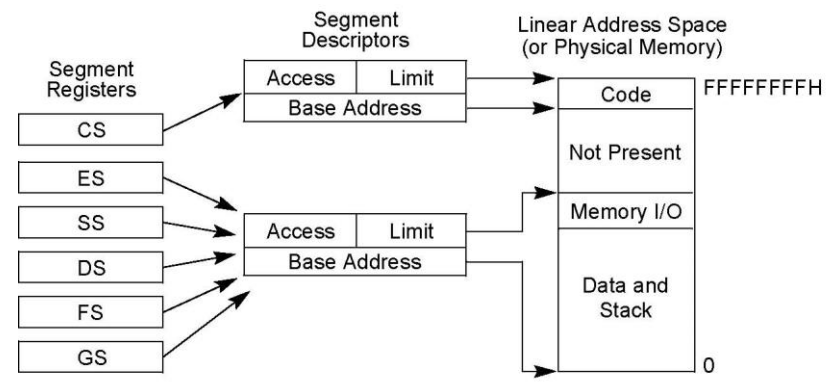 Segment
Registers
CS
ES
SS
DS
FS
GS
Segment
Descriptors
Access Limit
Base Address
Access Limit
Base Address
Linear Address Space
(or Physical Memory)
Code
FFFFFFFFH
Not Present
Memory I/O
Data and
Stack
0